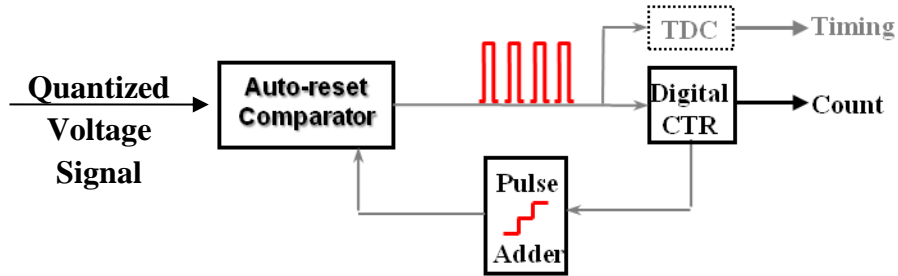 Quantized
Voltage
Signal
Auto-reset
Comparator
TDC
Timing
Digital
CTR
Count
Pulse
Adder